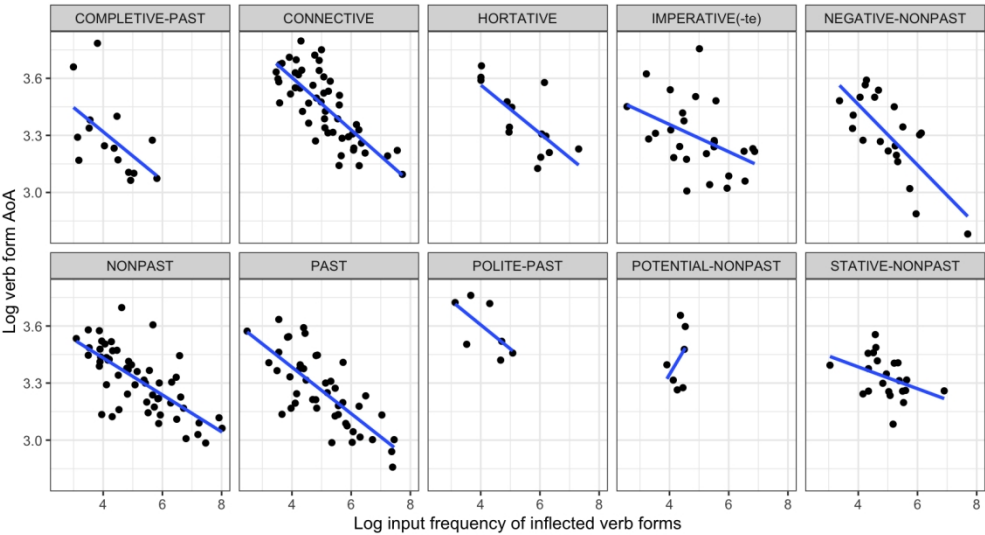 COMPLETIVE-PAST CONNECTIVE HORTATIVE IMPERATIVE(-te) NEGATIVE-NONPAST
3.6
3.3
3.0
Log verb form AoA
NONPAST PAST POLITE-PAST POTENTIAL-NONPAST STATIVE-NONPAST
3.6
3.3
3.0
4 6 8 4 6 8 4 6 8 4 6 8 4 6 8
Log input frequency of inflected verb forms